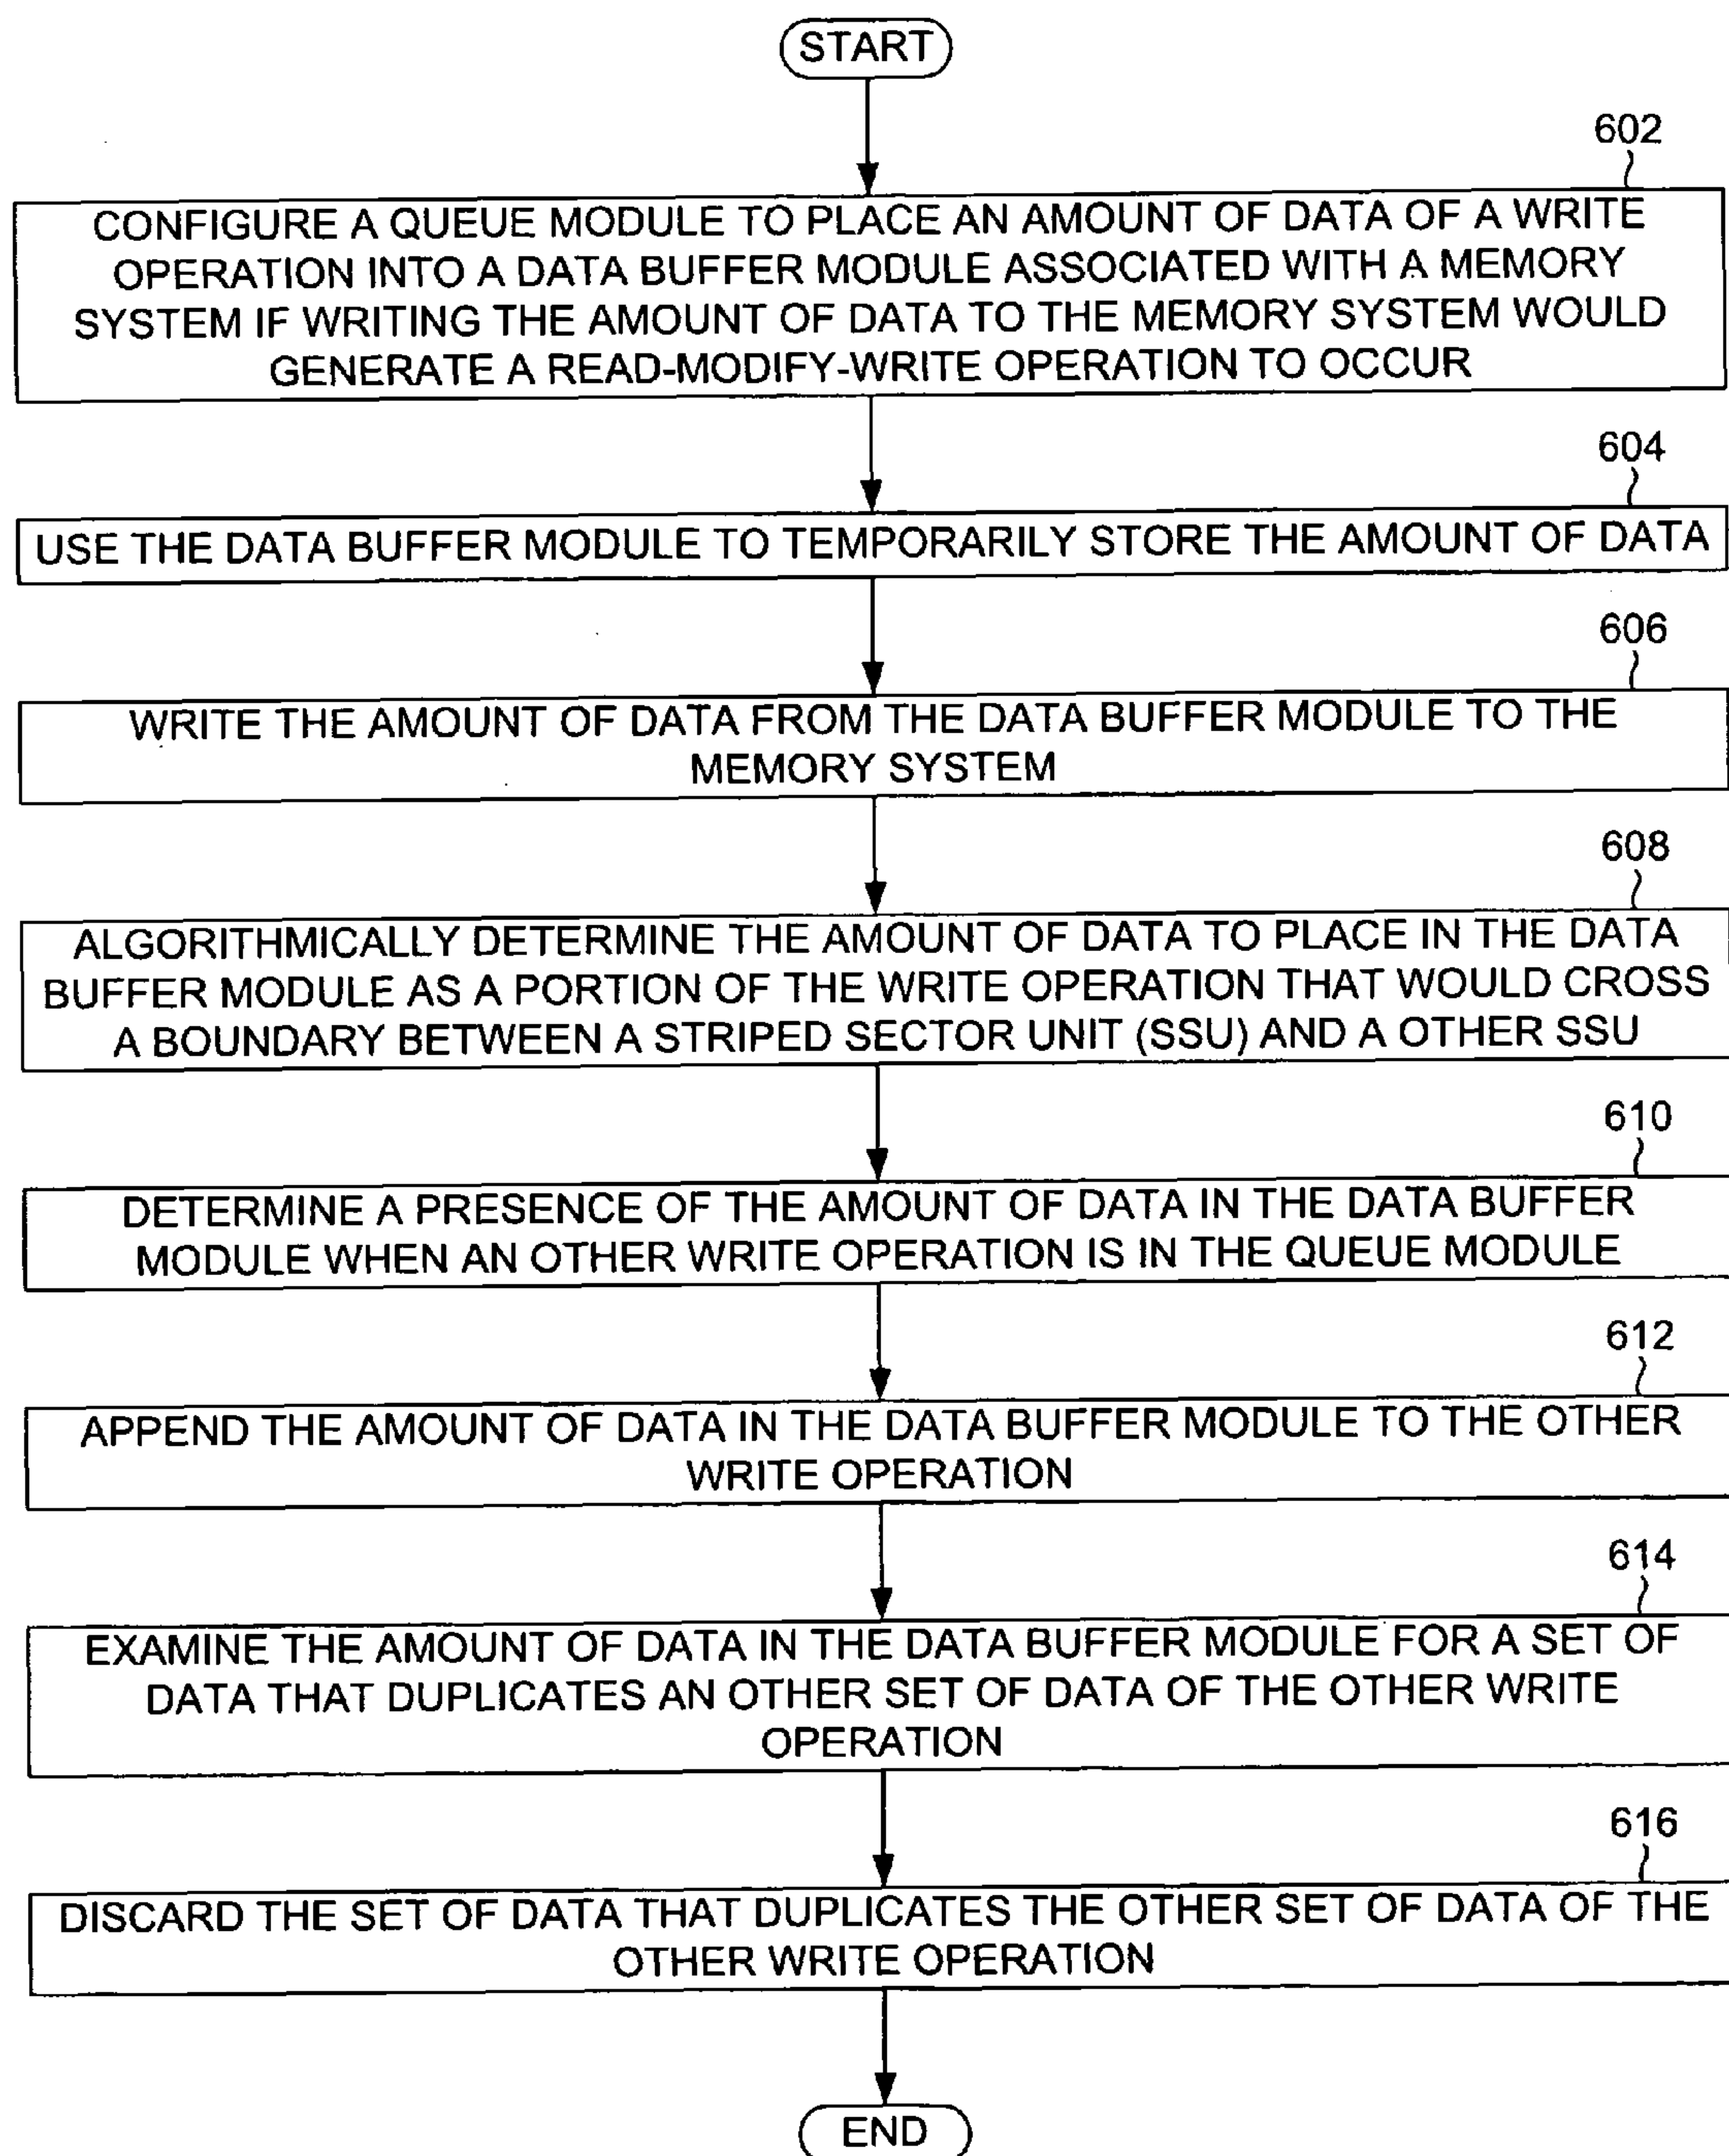 START
602
CONFIGURE A QUEUE MODULE TO PLACE AN AMOUNT OF DATA OF A WRITE
OPERATION INTO A DATA BUFFER MODULE ASSOCIATED WITH A MEMORY
SYSTEM IF WRITING THE AMOUNT OF DATA TO THE MEMORY SYSTEM WOULD
GENERATE A READ-MODIFY-WRITE OPERATION TO OCCUR
604
USE THE DATA BUFFER MODULE TO TEMPORARILY STORE THE AMOUNT OF DATA
606
WRITE THE AMOUNT OF DATA FROM THE DATA BUFFER MODULE TO THE
MEMORY SYSTEM
608
ALGORITHMICALLY DETERMINE THE AMOUNT OF DATA TO PLACE IN THE DATA
BUFFER MODULE AS A PORTION OF THE WRITE OPERATION THAT WOULD CROSS
A BOUNDARY BETWEEN A STRIPED SECTOR UNIT (SSU) AND A OTHER SSU
610
DETERMINE A PRESENCE OF THE AMOUNT OF DATA IN THE DATA BUFFER
MODULE WHEN AN OTHER WRITE OPERATION IS IN THE QUEUE MODULE
612
APPEND THE AMOUNT OF DATA IN THE DATA BUFFER MODULE TO THE OTHER
WRITE OPERATION
614
EXAMINE THE AMOUNT OF DATA IN THE DATA BUFFER MODULE FOR A SET OF
DATA THAT DUPLICATES AN OTHER SET OF DATA OF THE OTHER WRITE
OPERATION
616
DISCARD THE SET OF DATA THAT DUPLICATES THE OTHER SET OF DATA OF THE
OTHER WRITE OPERATION
END